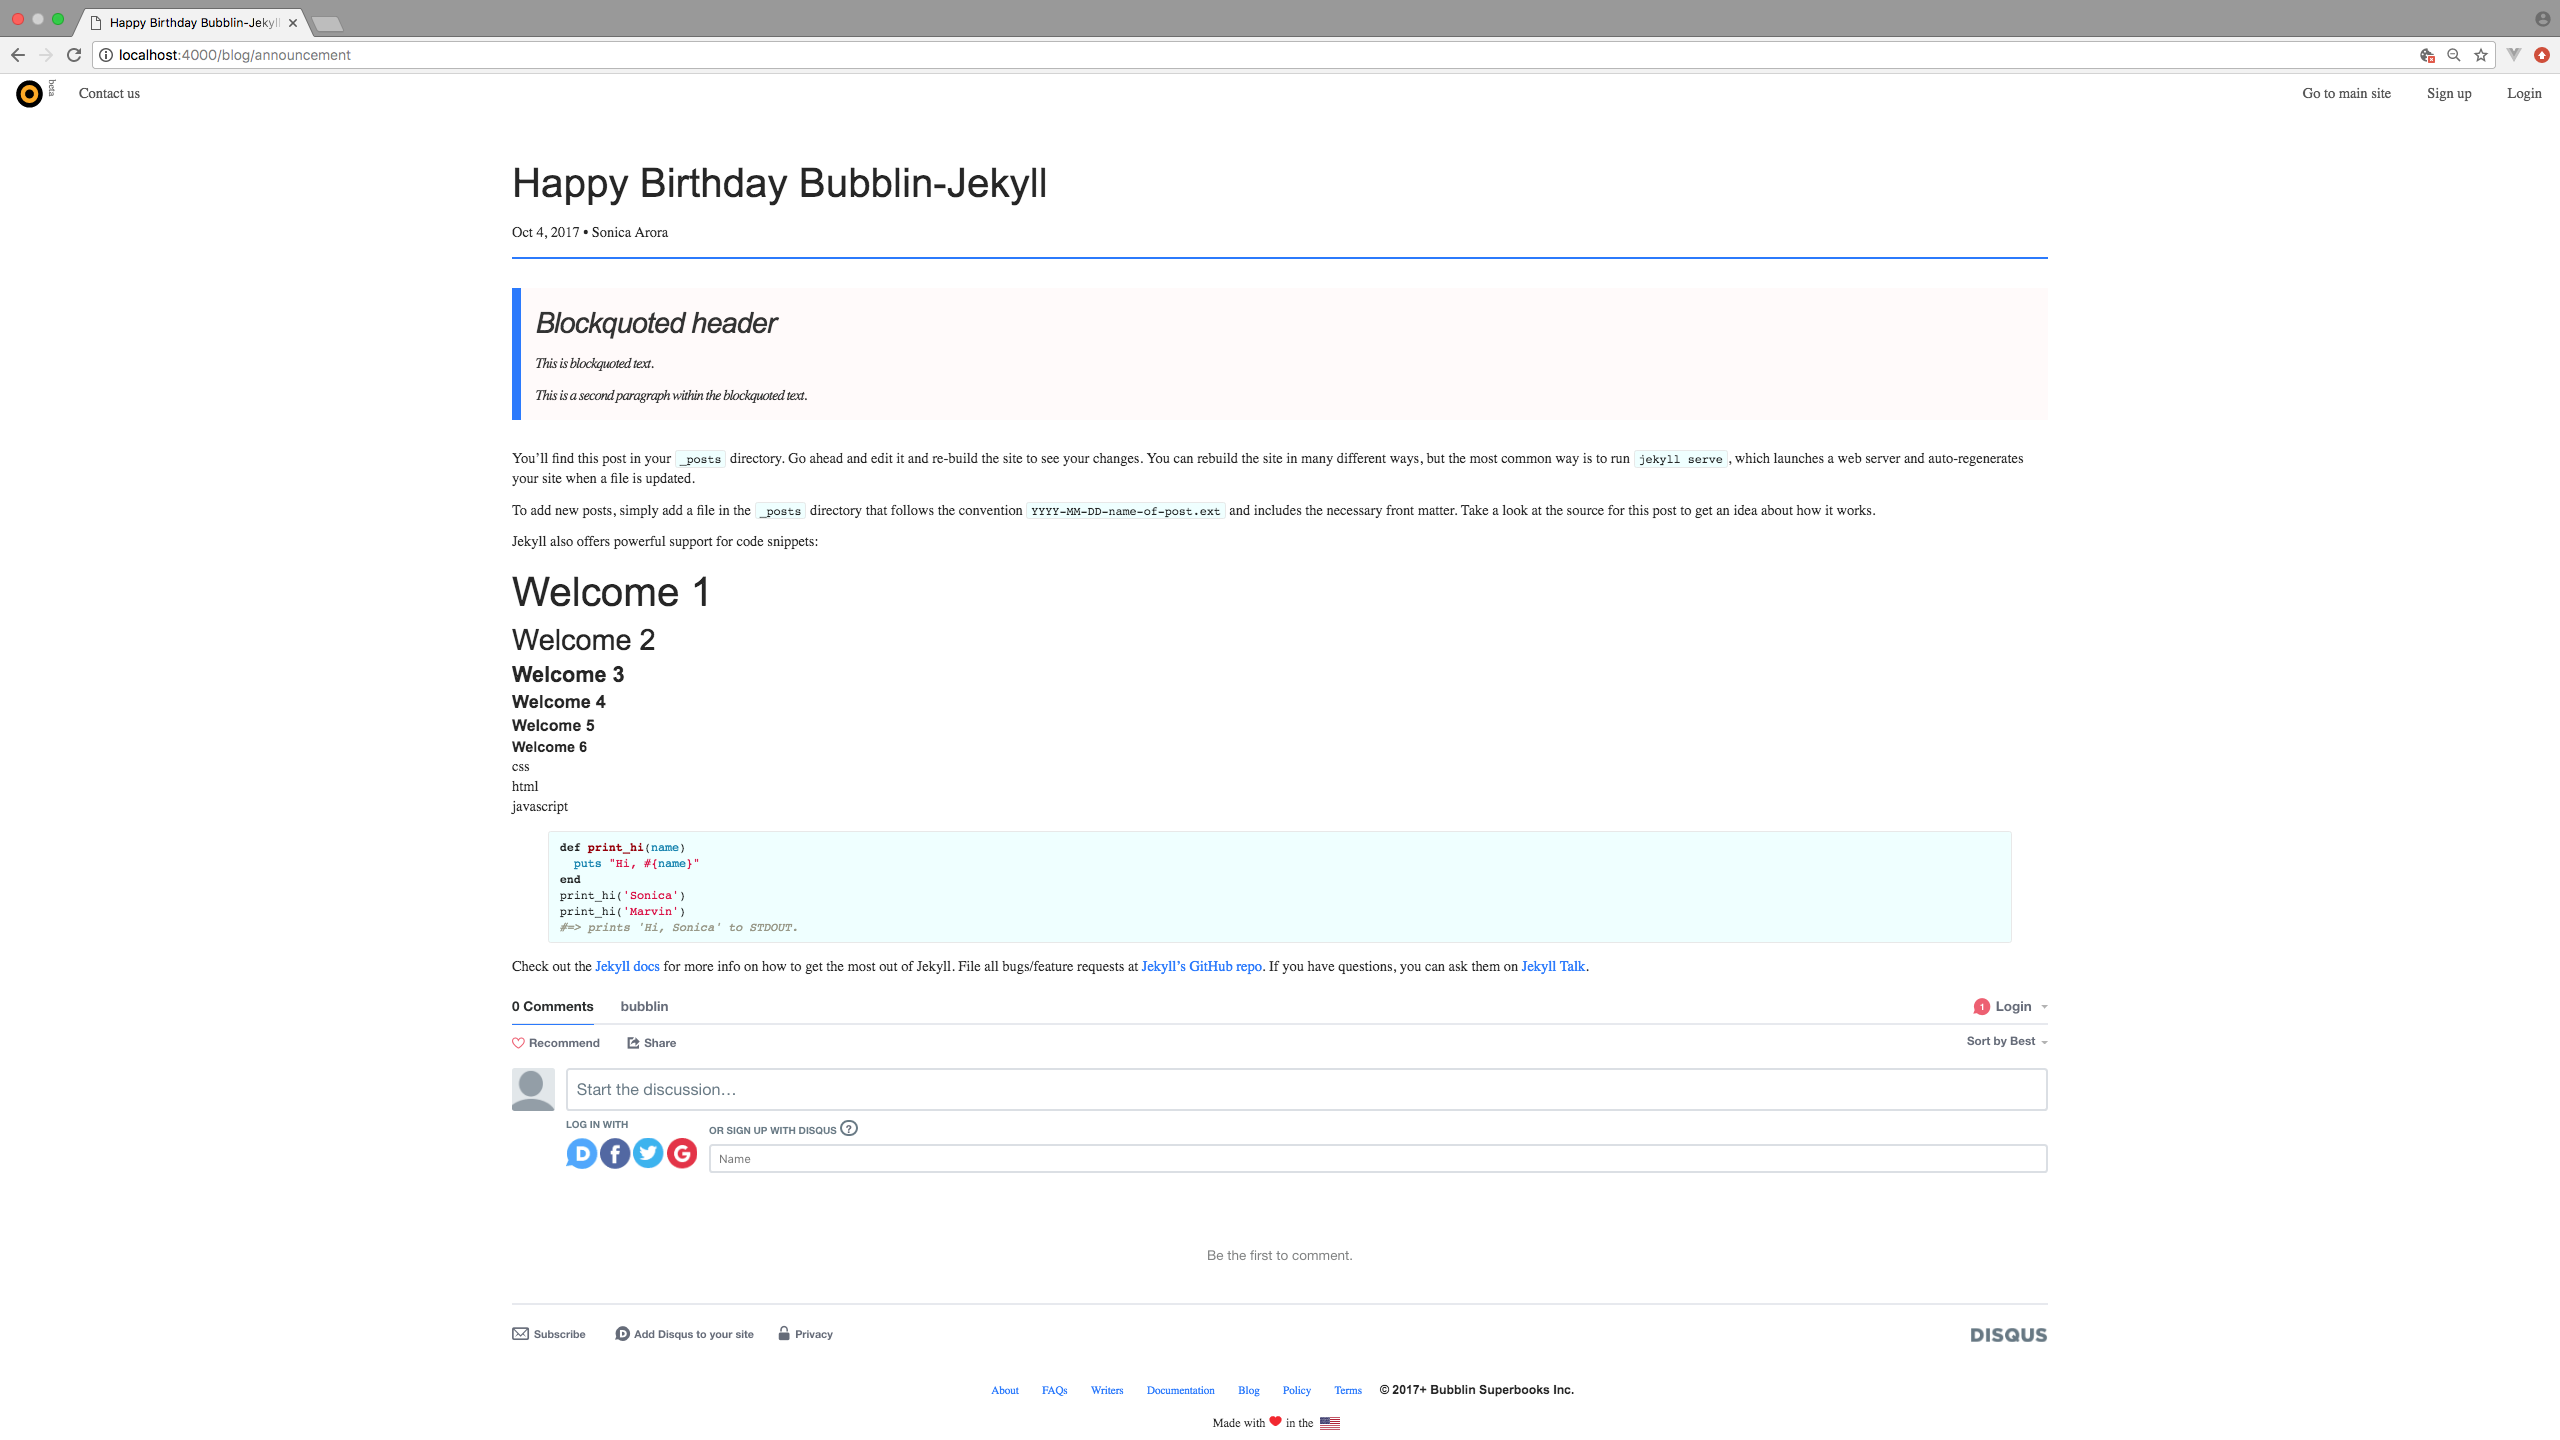 Happy Birthday Bubblin-Jekyll
localhost:4000/blog/announcement
beta
Contact us
Go to main site
Sign up
Login
Happy Birthday Bubblin-Jekyll
Oct 4, 2017 • Sonica Arora
Blockquoted header
This is blockquoted text.
This is a second paragraph within the blockquoted text.
You’ll find this post in your _posts directory. Go ahead and edit it and re-build the site to see your changes. You can rebuild the site in many different ways, but the most common way is to run jekyll serve, which launches a web server and auto-regenerates
your site when a file is updated.
To add new posts, simply add a file in the _posts directory that follows the convention YYYY-MM-DD-name-of-post.ext and includes the necessary front matter. Take a look at the source for this post to get an idea about how it works.
Jekyll also offers powerful support for code snippets:
Welcome 1
Welcome 2
Welcome 3
Welcome 4
Welcome 5
Welcome 6
css
html
javascript
def print_hi(name)
  puts "Hi, #{name}"
end
print_hi('Sonica')
print_hi('Marvin')
#=> prints 'Hi, Sonica' to STDOUT.
Check out the Jekyll docs for more info on how to get the most out of Jekyll. File all bugs/feature requests at Jekyll’s GitHub repo. If you have questions, you can ask them on Jekyll Talk.
0 Comments
bubblin
1 Login
Recommend
Share
Sort by Best
Start the discussion…
LOG IN WITH
OR SIGN UP WITH DISQUS ?
D f G
Name
Be the first to comment.
Subscribe
D Add Disqus to your site
Privacy
DISQUS
About FAQs Writers Documentation Blog Policy Terms © 2017+ Bubblin Superbooks Inc.
Made with ❤ in the